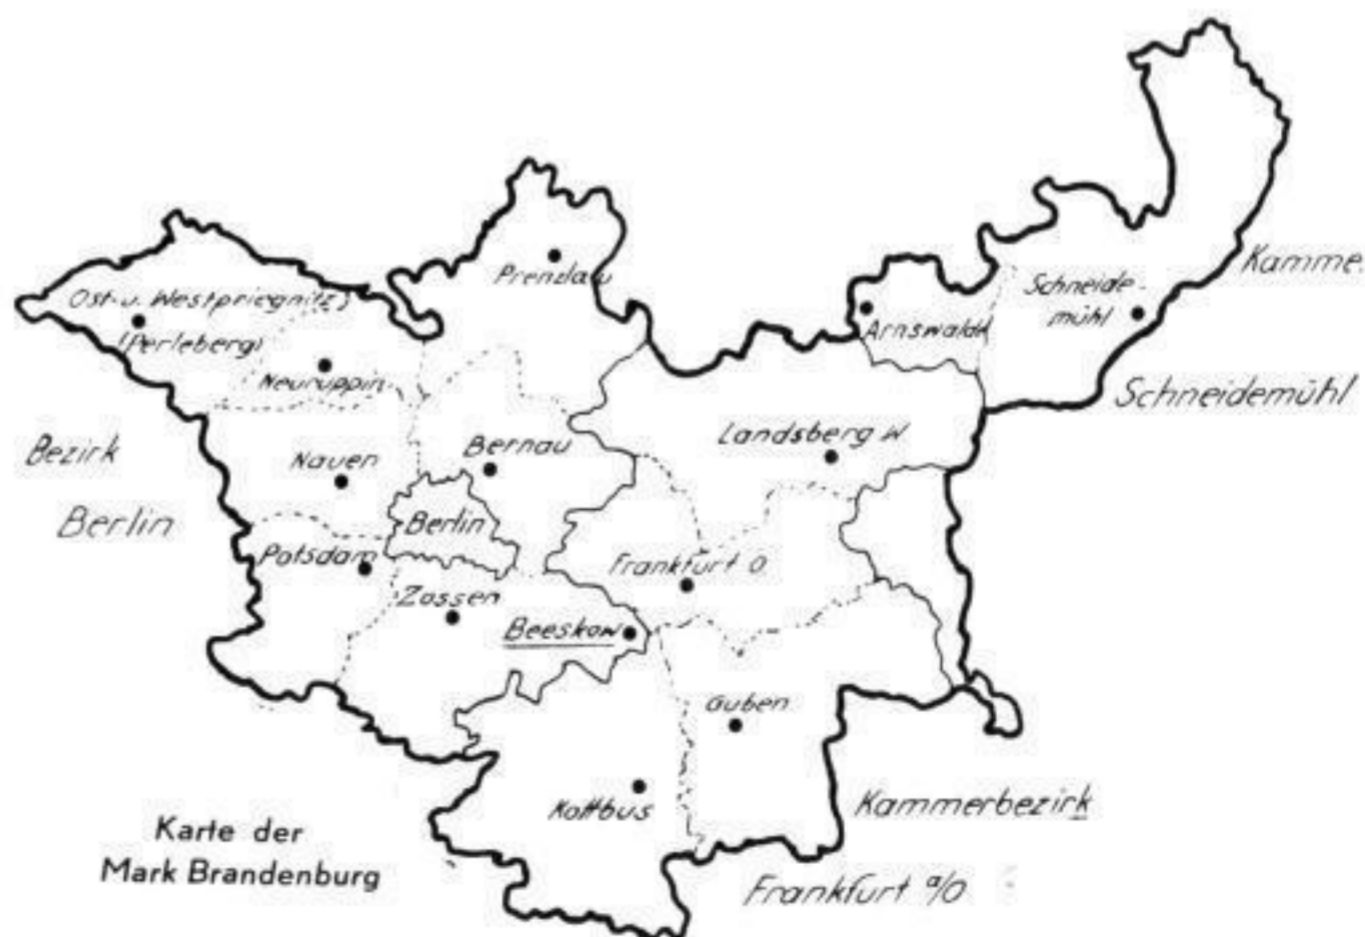 Prenzlau
Kamme
Ost- u. Westpriegnitz)
(Perleberg)
Schneide-
mühl
Arnswalde
Neuruppin
Schneidemühl
Bezirk
Berlin
Nauen
Bernau
Landsberg W
Berlin
Potsdam
Frankfurt O
Zossen
Beeskow
Guben
Kottbus
Kammerbezirk
Frankfurt a/O
Karte der
Mark Brandenburg